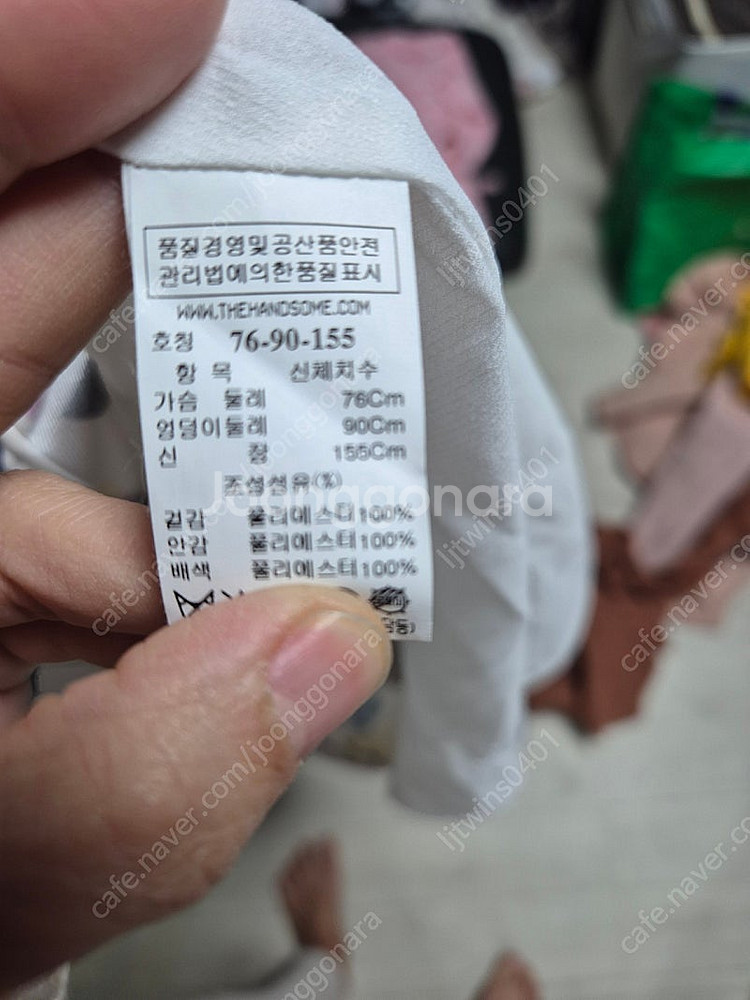 품질경영및공산품안전
관리법에의한품질표시
WWW.THEHANDSOME.COM
호칭 76-90-155
항 목 신체치수
가슴 둘레 76Cm
엉덩이둘레 90Cm
신 장 155Cm
조성섬유(%)
겉감 폴리에스터100%
안감 폴리에스터100%
배색 폴리에스터100%
Joonggonara
cafe.naver.com/joonggonara
ljtwins0401